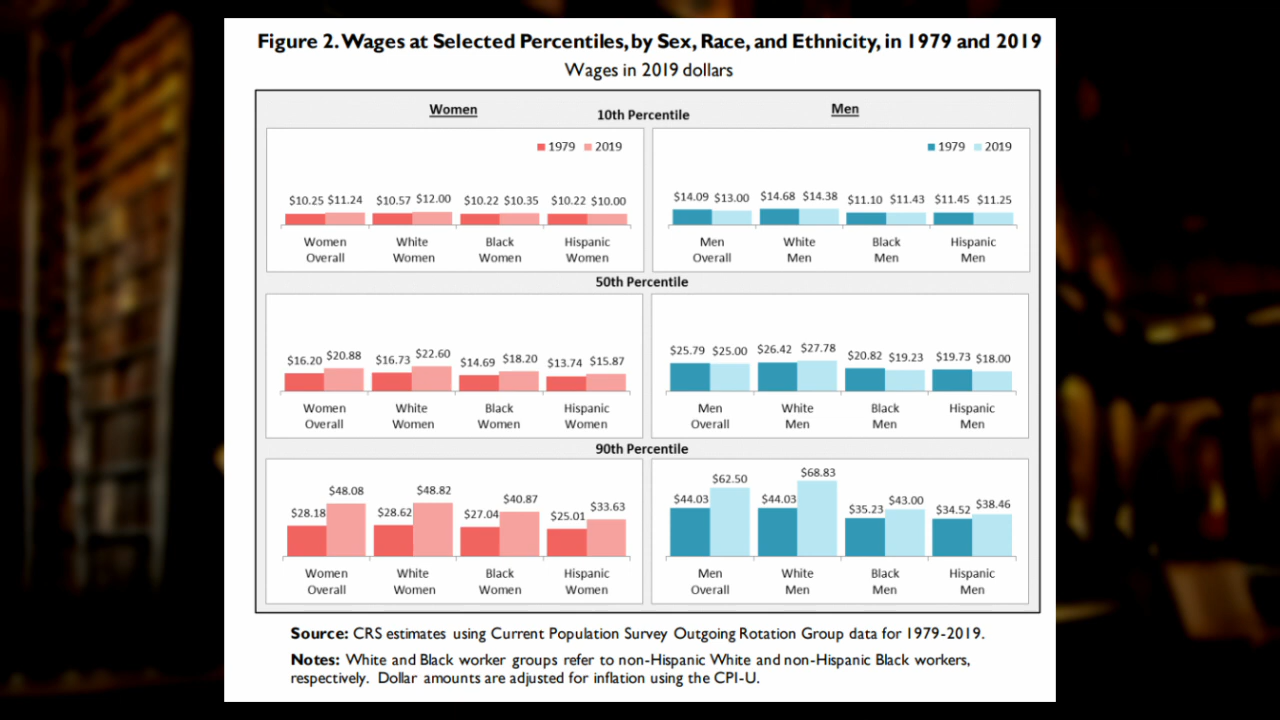 Figure 2. Wages at Selected Percentiles, by Sex, Race, and Ethnicity, in 1979 and 2019
Wages in 2019 dollars
Women
10th Percentile
Men
1979 2019
1979 2019
$10.25 $11.24 $10.57 $12.00 $10.22 $10.35 $10.22 $10.00
$14.09 $13.00 $14.68 $14.38 $11.10 $11.43 $11.45 $11.25
Women White Black Hispanic
Overall Women Women Women
Men White Black Hispanic
Overall Men Men Men
50th Percentile
$16.20 $20.88 $16.73 $22.60 $14.69 $18.20 $13.74 $15.87
$25.79 $25.00 $26.42 $27.78 $20.82 $19.23 $19.73 $18.00
Women White Black Hispanic
Overall Women Women Women
Men White Black Hispanic
Overall Men Men Men
90th Percentile
$28.18 $48.08 $28.62 $48.82 $27.04 $40.87 $25.01 $33.63
$44.03 $62.50 $44.03 $68.83 $35.23 $43.00 $34.52 $38.46
Women White Black Hispanic
Overall Women Women Women
Men White Black Hispanic
Overall Men Men Men
Source: CRS estimates using Current Population Survey Outgoing Rotation Group data for 1979-2019.
Notes: White and Black worker groups refer to non-Hispanic White and non-Hispanic Black workers,
respectively. Dollar amounts are adjusted for inflation using the CPI-U.